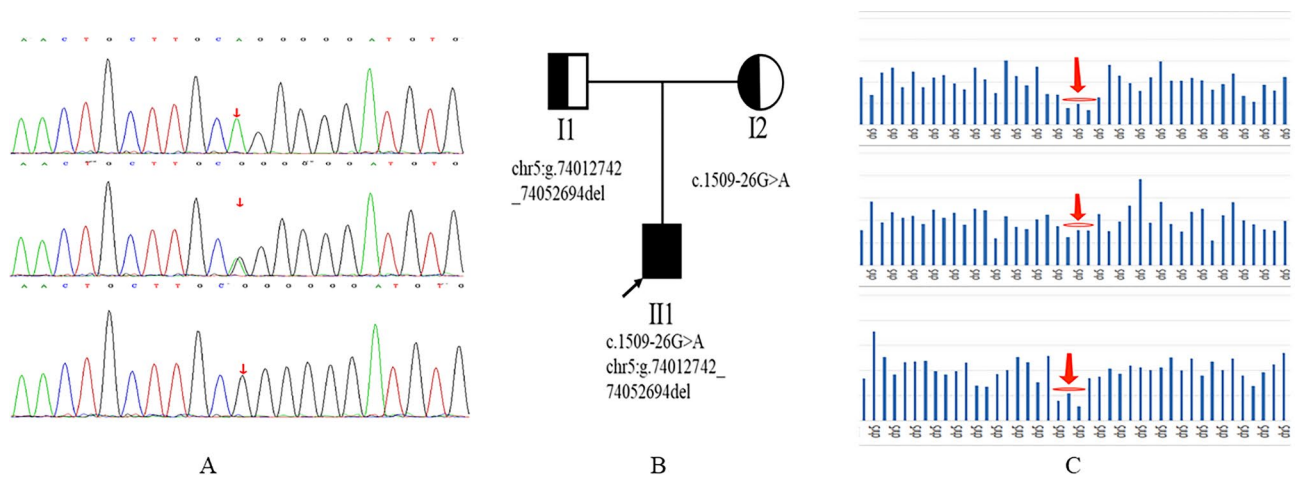 A A C T G C T T G C A G G G G G A T G T G
A A C T G C T T G C G G G G G G A T G T G
A A C T G C T T G C G G G G G G A T G T G
A
I1
I2
chr5:g.74012742
_74052694del
c.1509-26G>A
II1
c.1509-26G>A
chr5:g.74012742_
74052694del
B
C